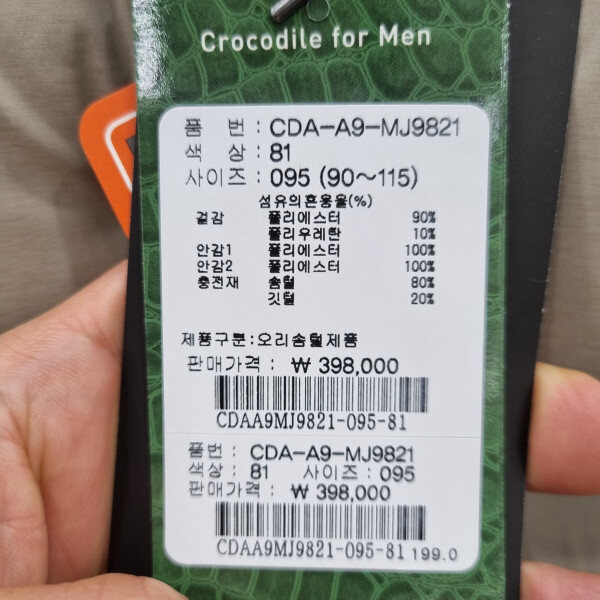 Crocodile for Men
품 번 : CDA-A9-MJ9821
색 상 : 81
사이즈 : 095 (90~115)
섬유의혼용율(%)
겉감 폴리에스터 90%
폴리우레탄 10%
안감1 폴리에스터 100%
안감2 폴리에스터 100%
충전재 솜털 80%
깃털 20%
제품구분:오리솜털제품
판매가격 : ₩ 398,000
CDAA9MJ9821-095-81
품번 : CDA-A9-MJ9821
색상 : 81 사이즈 : 095
판매가격 : ₩ 398,000
CDAA9MJ9821-095-81 199.0